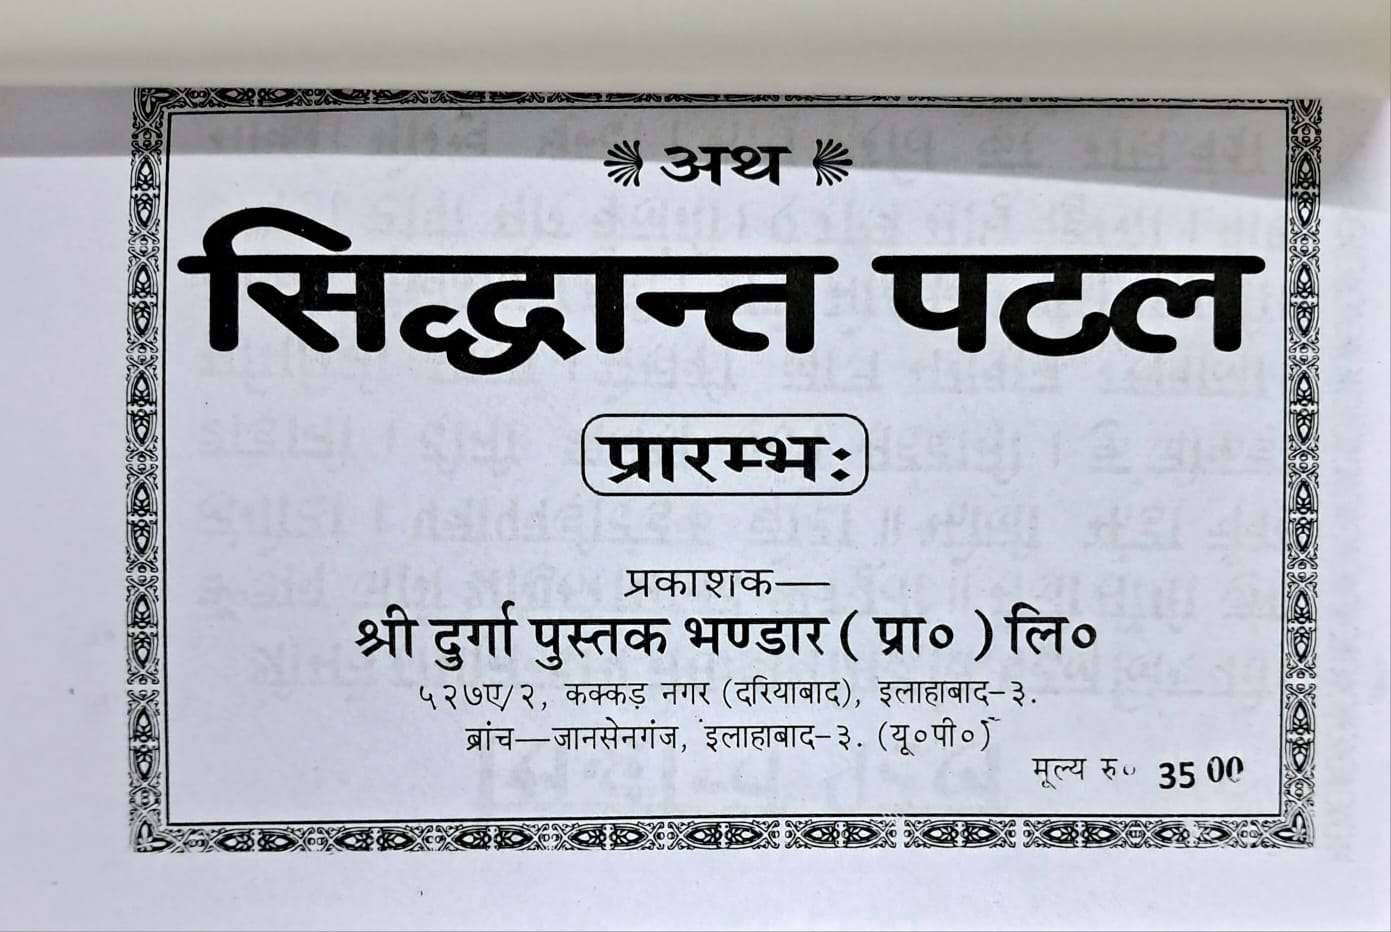 अथ
सिद्धान्त पटल
प्रारम्भः
प्रकाशक—
श्री दुर्गा पुस्तक भण्डार ( प्रा० ) लि०
५२७ए/२, कक्कड़ नगर (दरियाबाद), इलाहाबाद-३.
ब्रांच—जानसेनगंज, इलाहाबाद-३. (यू०पी०)
मूल्य रु० 35 00